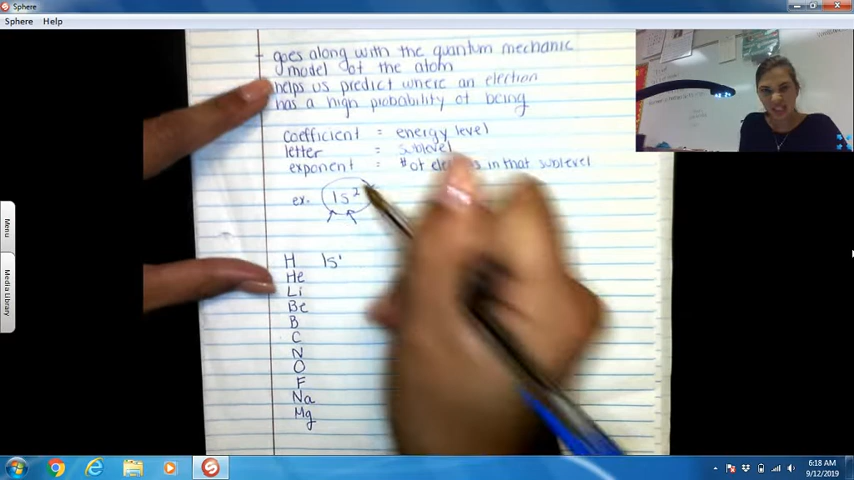 Sphere
Sphere Help
goes along with the quantum mechanic
model of the atom
helps us predict where an election
has a high probability of being
coefficient = energy level
letter = sublevel
exponent = # of in that sublevel
ex. 1s²
H 1s¹
He
Li
Be
B
C
N
O
F
Na
Mg
Menu
Media Library
6:18 AM
9/12/2019